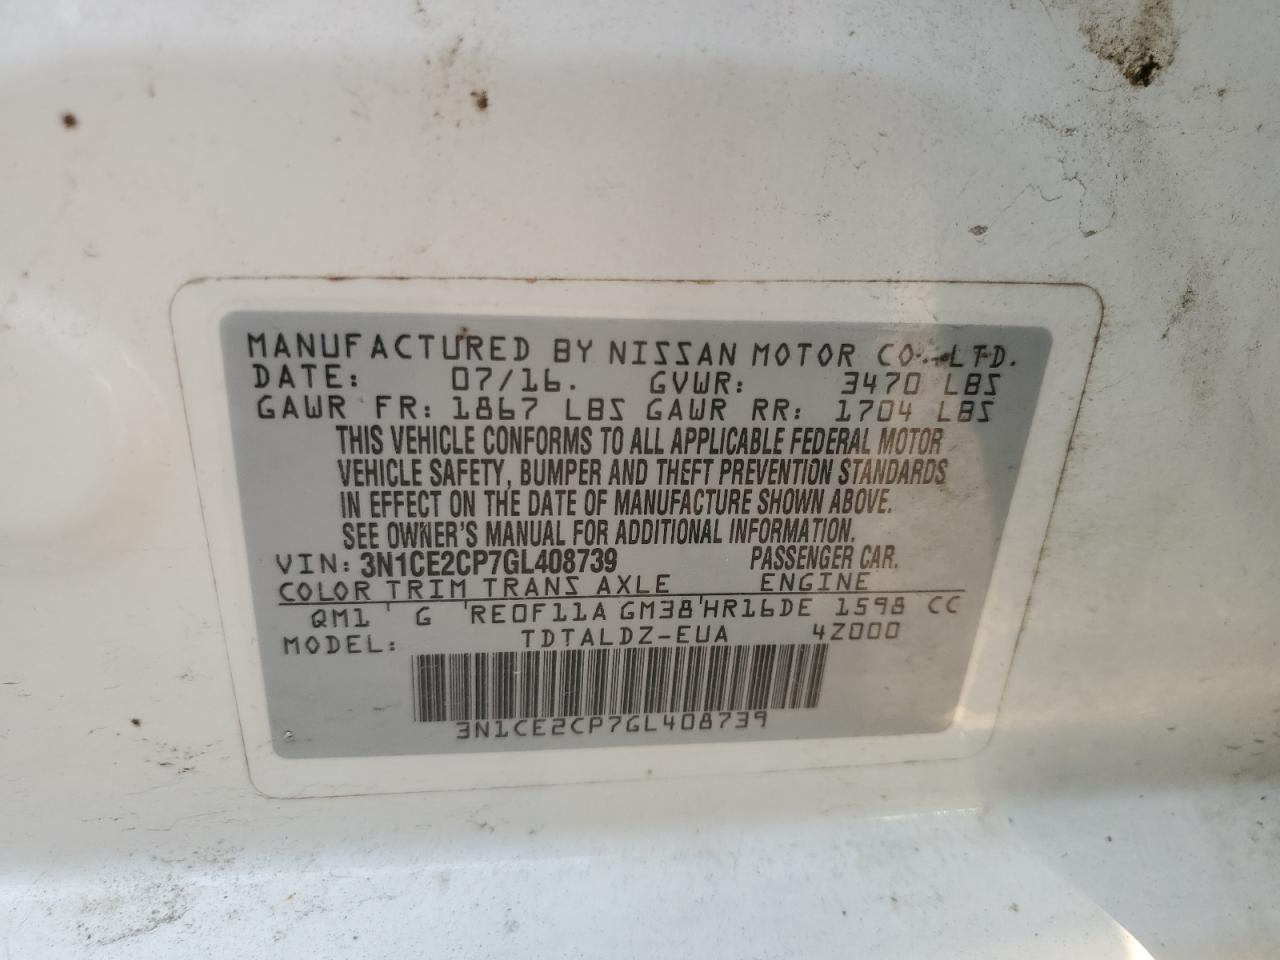 MANUFACTURED BY NISSAN MOTOR CO., LTD.
DATE: 07/16. GVWR: 3470 LBS
GAWR FR: 1867 LBS GAWR RR: 1704 LBS
THIS VEHICLE CONFORMS TO ALL APPLICABLE FEDERAL MOTOR
VEHICLE SAFETY, BUMPER AND THEFT PREVENTION STANDARDS
IN EFFECT ON THE DATE OF MANUFACTURE SHOWN ABOVE.
SEE OWNER'S MANUAL FOR ADDITIONAL INFORMATION.
VIN: 3N1CE2CP7GL408739 PASSENGER CAR.
COLOR TRIM TRANS AXLE ENGINE
QM1 ' G 'RE0F11A GM38'HR16DE 1598 CC
MODEL: TDTALDZ-EUA 4Z000
3N1CE2CP7GL408739